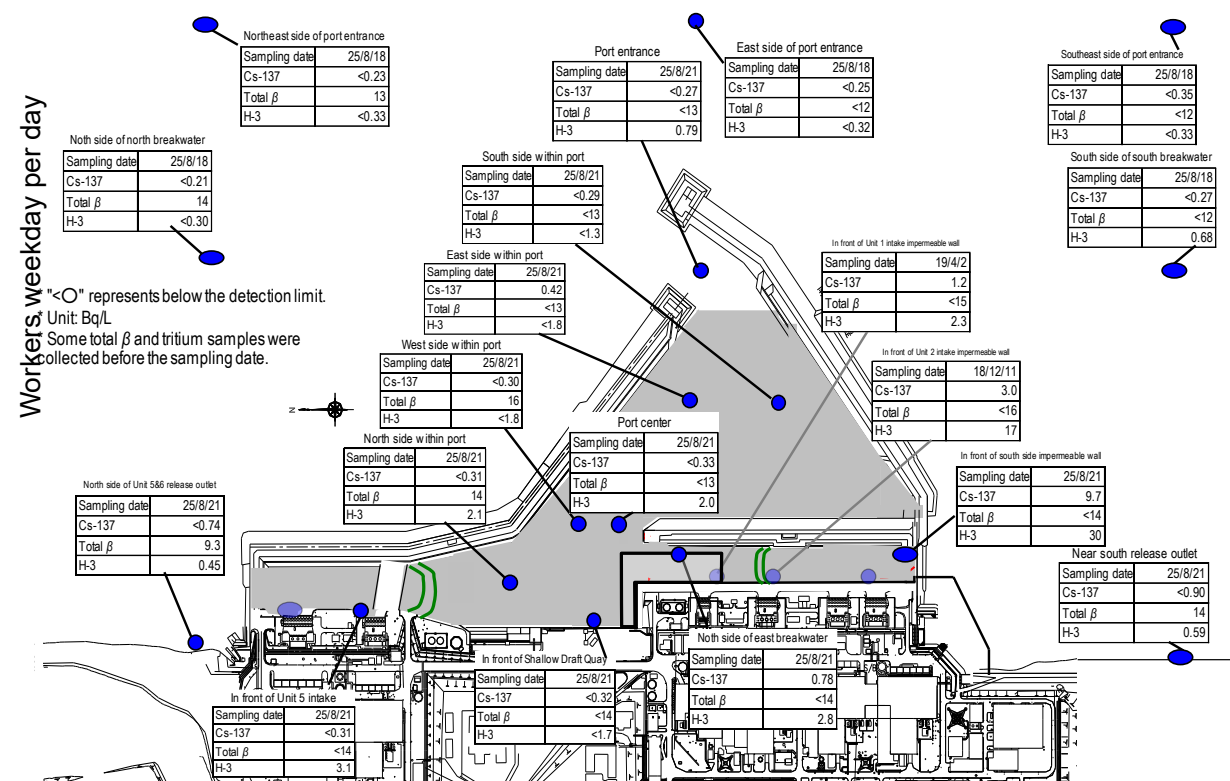 Northeast side of port entrance
Sampling date 25/8/18
Cs-137 <0.23
Total β 13
H-3 <0.33
Port entrance
Sampling date 25/8/21
Cs-137 <0.27
Total β <13
H-3 0.79
East side of port entrance
Sampling date 25/8/18
Cs-137 <0.25
Total β <12
H-3 <0.32
Southeast side of port entrance
Sampling date 25/8/18
Cs-137 <0.35
Total β <12
H-3 <0.33
Workers weekday per day
Noth side of north breakwater
Sampling date 25/8/18
Cs-137 <0.21
Total β 14
H-3 <0.30
South side within port
Sampling date 25/8/21
Cs-137 <0.29
Total β <13
H-3 <1.3
South side of south breakwater
Sampling date 25/8/18
Cs-137 <0.27
Total β <12
H-3 0.68
* "<○" represents below the detection limit.
* Unit: Bq/L
* Some total β and tritium samples were
collected before the sampling date.
East side within port
Sampling date 25/8/21
Cs-137 0.42
Total β <13
H-3 <1.8
In front of Unit 1 intake impermeable wall
Sampling date 19/4/2
Cs-137 1.2
Total β <15
H-3 2.3
West side within port
Sampling date 25/8/21
Cs-137 <0.30
Total β 16
H-3 <1.8
In front of Unit 2 intake impermeable wall
Sampling date 18/12/11
Cs-137 3.0
Total β <16
H-3 17
N
North side within port
Sampling date 25/8/21
Cs-137 <0.31
Total β 14
H-3 2.1
Port center
Sampling date 25/8/21
Cs-137 <0.33
Total β <13
H-3 2.0
In front of south side impermeable wall
Sampling date 25/8/21
Cs-137 9.7
Total β <14
H-3 30
North side of Unit 5&6 release outlet
Sampling date 25/8/21
Cs-137 <0.74
Total β 9.3
H-3 0.45
Near south release outlet
Sampling date 25/8/21
Cs-137 <0.90
Total β 14
H-3 0.59
In front of Unit 5 intake
Sampling date 25/8/21
Cs-137 <0.31
Total β <14
H-3 3.1
In front of Shallow Draft Quay
Sampling date 25/8/21
Cs-137 <0.32
Total β <14
H-3 <1.7
Noth side of east breakwater
Sampling date 25/8/21
Cs-137 0.78
Total β <14
H-3 2.8